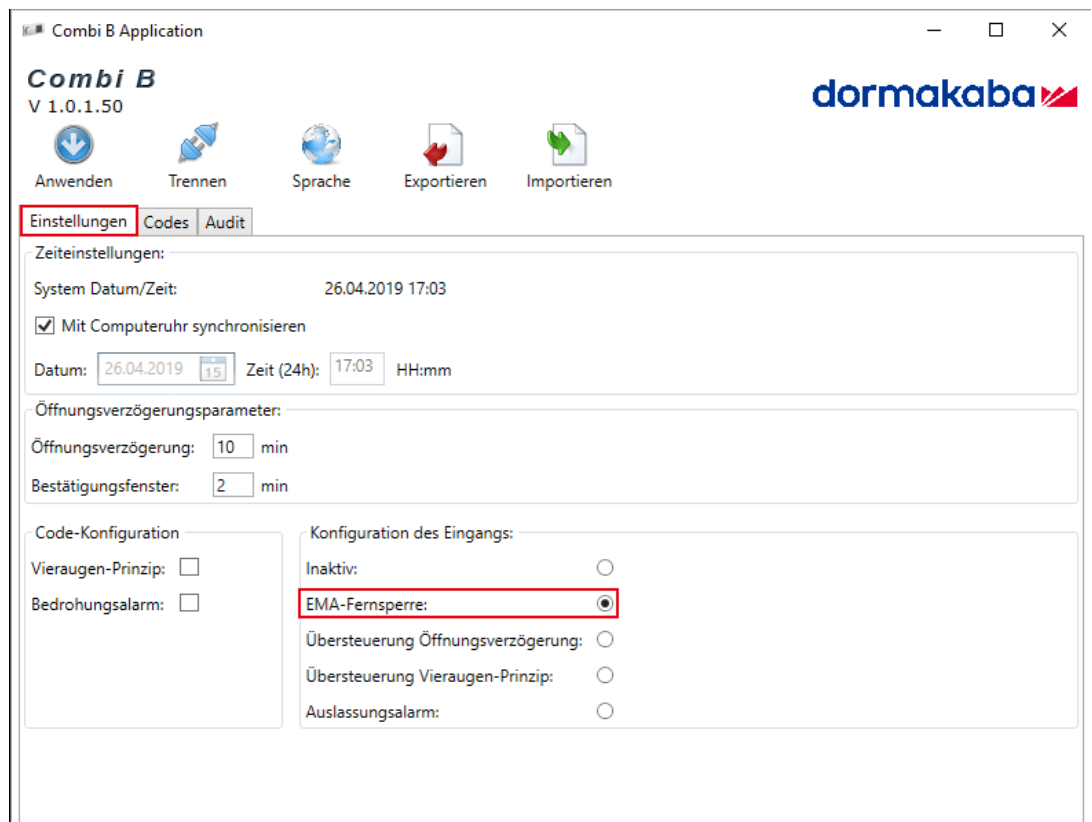 Combi B Application
Combi B
V 1.0.1.50
dormakaba
Anwenden Trennen Sprache Exportieren Importieren
Einstellungen Codes Audit
Zeiteinstellungen:
System Datum/Zeit: 26.04.2019 17:03
Mit Computeruhr synchronisieren
Datum: 26.04.2019 15 Zeit (24h): 17:03 HH:mm
Öffnungsverzögerungsparameter:
Öffnungsverzögerung: 10 min
Bestätigungsfenster: 2 min
Code-Konfiguration
Vieraugen-Prinzip:
Bedrohungsalarm:
Konfiguration des Eingangs:
Inaktiv:
EMA-Fernsperre:
Übersteuerung Öffnungsverzögerung:
Übersteuerung Vieraugen-Prinzip:
Auslassungsalarm: